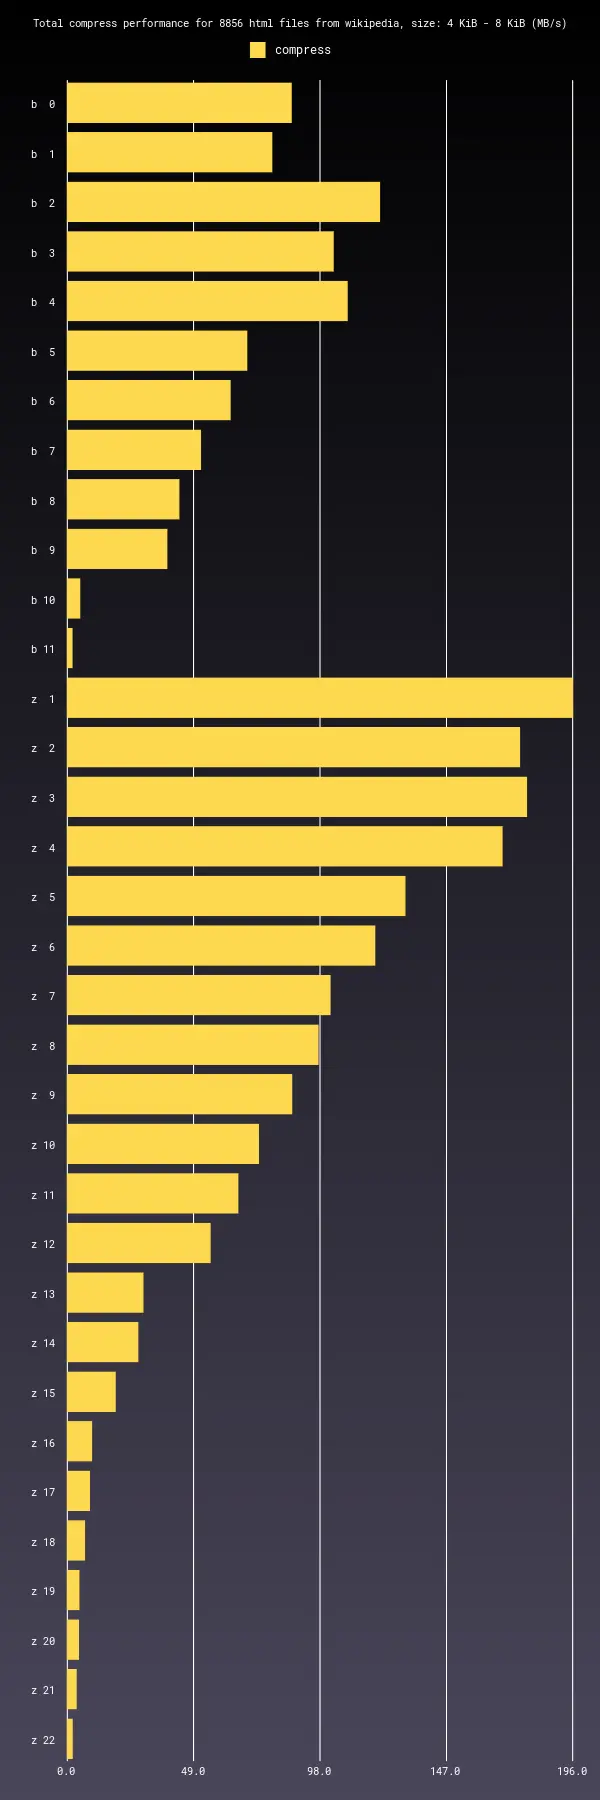 Total compress performance for 8856 html files from wikipedia, size: 4 KiB - 8 KiB (MB/s)
compress
b  0
b  1
b  2
b  3
b  4
b  5
b  6
b  7
b  8
b  9
b 10
b 11
z  1
z  2
z  3
z  4
z  5
z  6
z  7
z  8
z  9
z 10
z 11
z 12
z 13
z 14
z 15
z 16
z 17
z 18
z 19
z 20
z 21
z 22
0.0 49.0 98.0 147.0 196.0